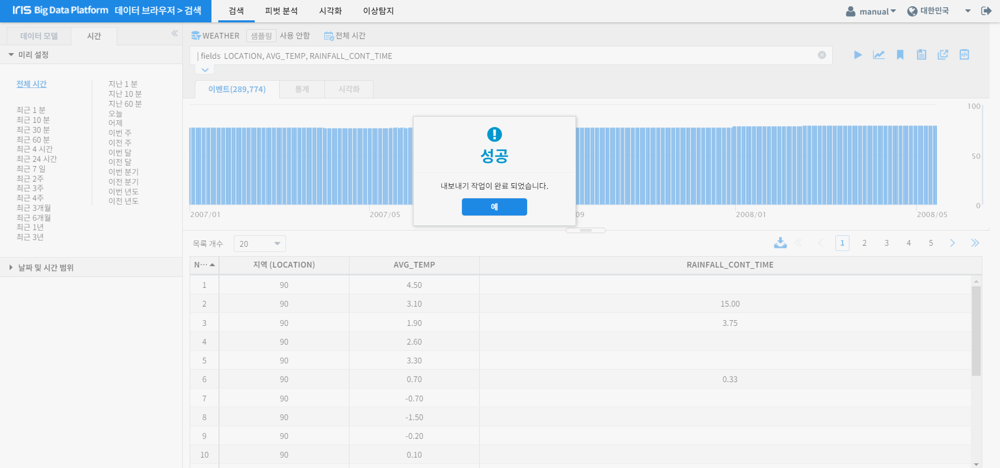 IRIS Big Data Platform 데이터 브라우저 > 검색
검색 피벗 분석 시각화 이상탐지
manual 대한민국
데이터 모델 시간
미리 설정
전체 시간
최근 1 분
최근 10 분
최근 30 분
최근 60 분
최근 4 시간
최근 24 시간
최근 7 일
최근 2주
최근 3주
최근 4주
최근 3개월
최근 6개월
최근 1년
최근 3년
지난 1 분
지난 10 분
지난 60 분
오늘
어제
이번 주
이전 주
이번 달
이전 달
이번 분기
이전 분기
이번 년도
이전 년도
날짜 및 시간 범위
WEATHER 샘플링 사용 안함 전체 시간
| fields LOCATION, AVG_TEMP, RAINFALL_CONT_TIME
이벤트(289,774) 통계 시각화
100
50
0
2007/01 2007/05 09 2008/01 2008/05
성공
내보내기 작업이 완료 되었습니다.
예
목록 개수 20
1 2 3 4 5
N··· 지역 (LOCATION) AVG_TEMP RAINFALL_CONT_TIME
1 90 4.50
2 90 3.10 15.00
3 90 1.90 3.75
4 90 2.60
5 90 3.30
6 90 0.70 0.33
7 90 -0.70
8 90 -1.50
9 90 -0.20
10 90 0.10